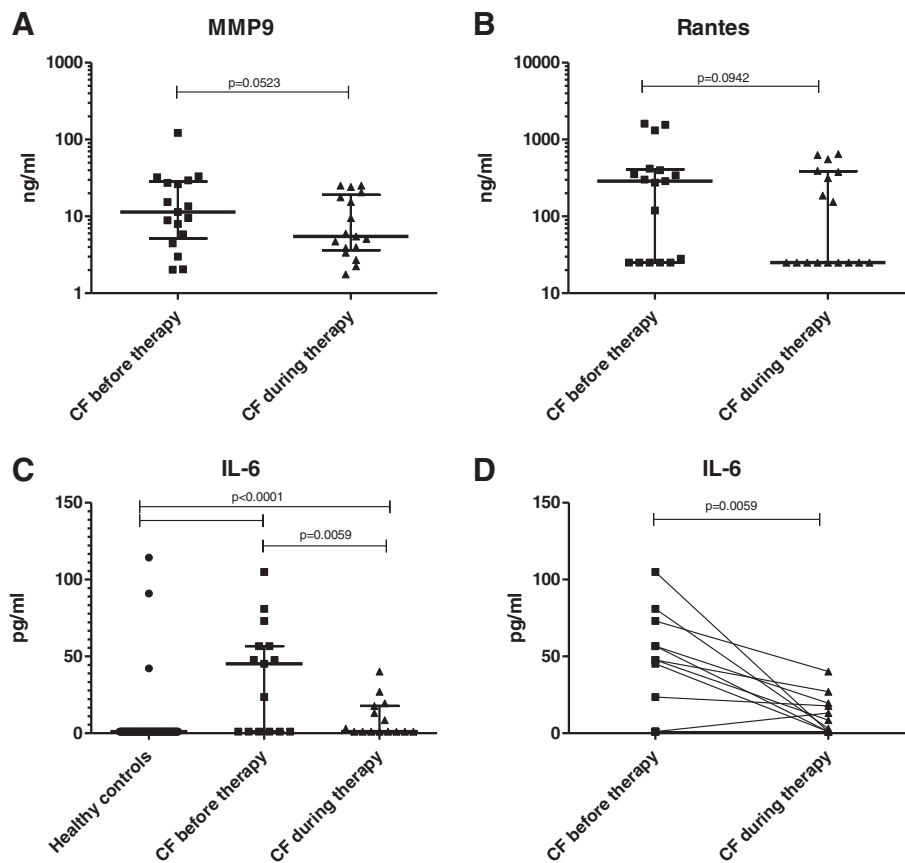 A
MMP9
1000
100
10
1
ng/ml
p=0.0523
CF before therapy
CF during therapy
B
Rantes
10000
1000
100
10
ng/ml
p=0.0942
CF before therapy
CF during therapy
C
IL-6
150
100
50
0
pg/ml
p<0.0001
p=0.0059
Healthy controls
CF before therapy
CF during therapy
D
IL-6
150
100
50
0
pg/ml
p=0.0059
CF before therapy
CF during therapy